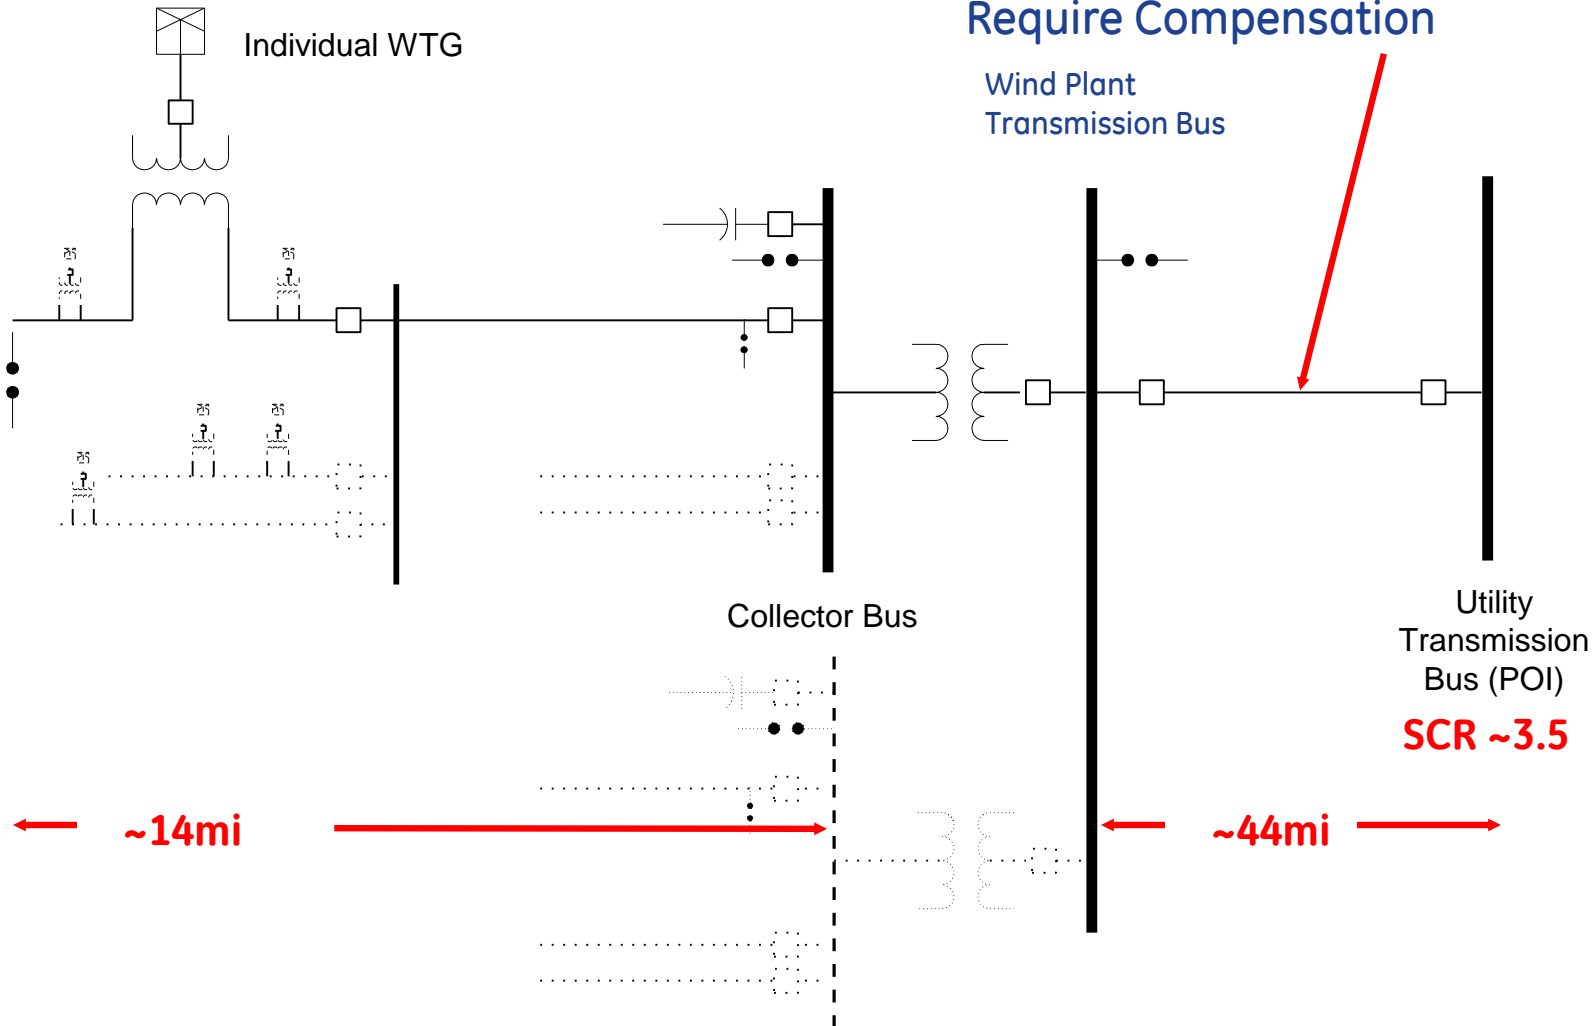 Require Compensation
Individual WTG
Wind Plant
Transmission Bus
Collector Bus
Utility
Transmission
Bus (POI)
SCR ~3.5
~14mi
~44mi